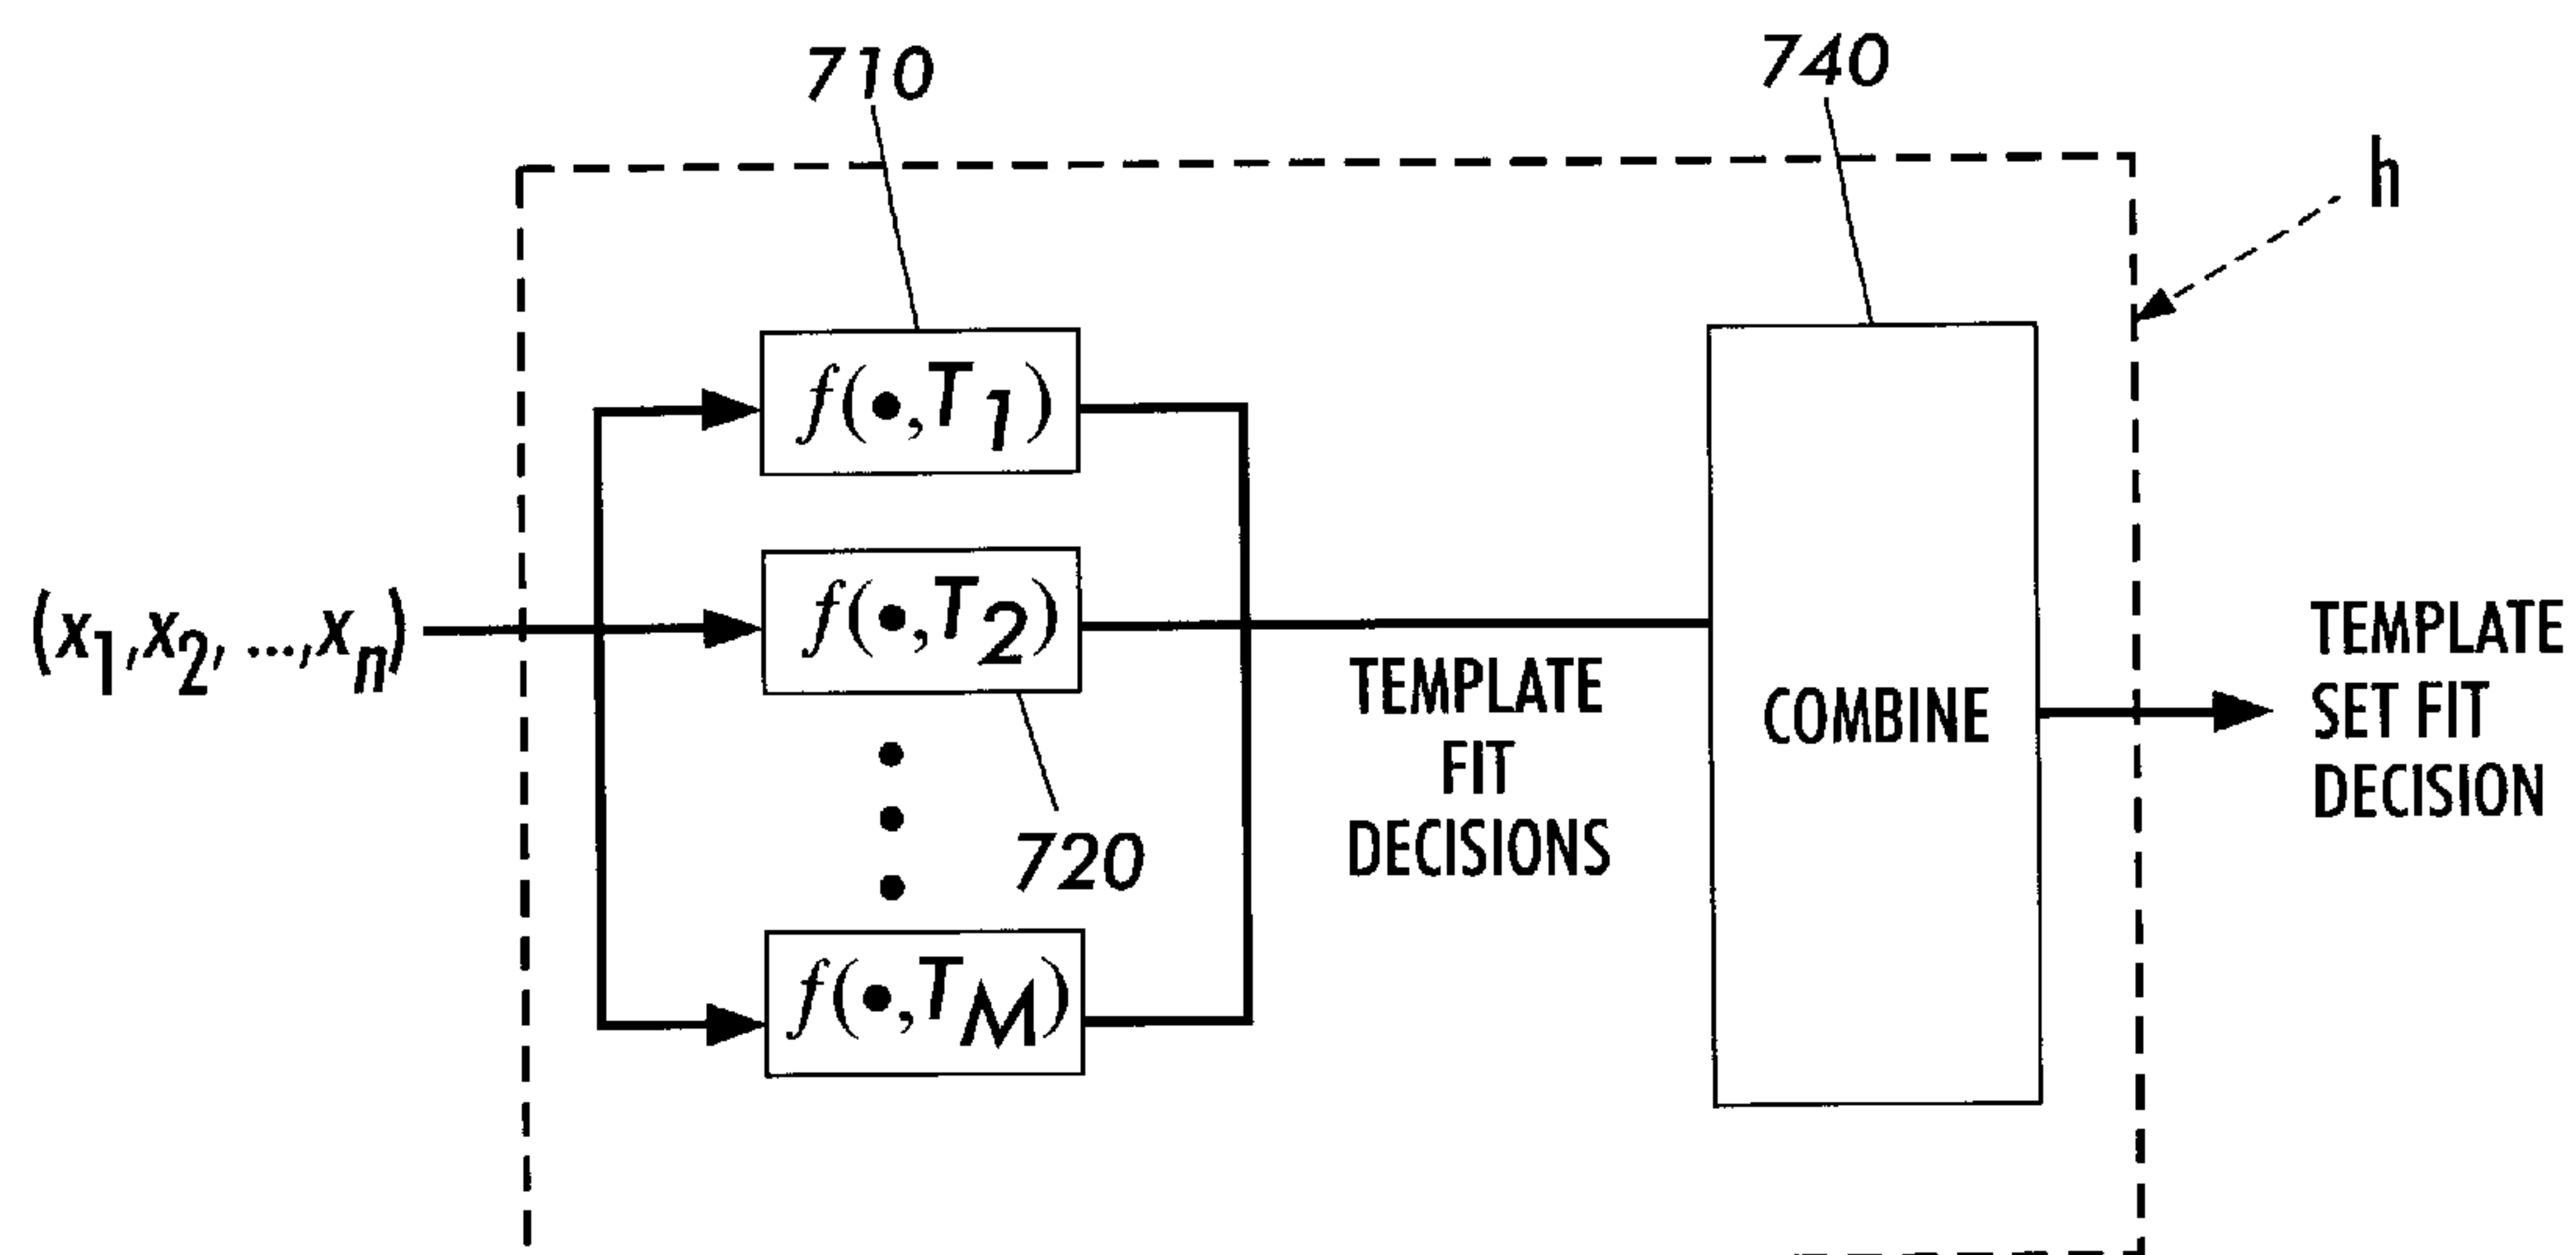 710
740
h
f(•,T1)
(x1,x2, ...,xn)
f(•,T2)
720
f(•,TM)
TEMPLATE
FIT
DECISIONS
COMBINE
TEMPLATE
SET FIT
DECISION